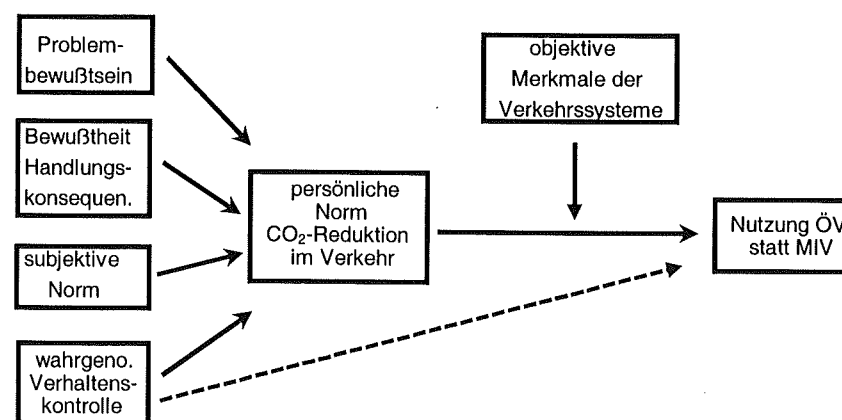 Problem-
bewußtsein
Bewußtheit
Handlungs-
konsequen.
subjektive
Norm
wahrgeno.
Verhaltens-
kontrolle
persönliche
Norm
CO₂-Reduktion
im Verkehr
objektive
Merkmale der
Verkehrssysteme
Nutzung ÖV
statt MIV